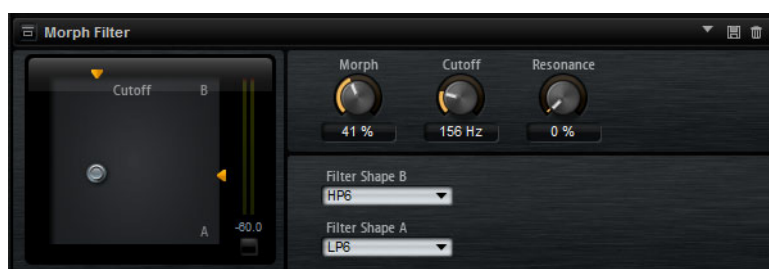 Morph Filter
Cutoff B
A
-60.0
Morph Cutoff Resonance
41 % 156 Hz 0 %
Filter Shape B
HP6
Filter Shape A
LP6